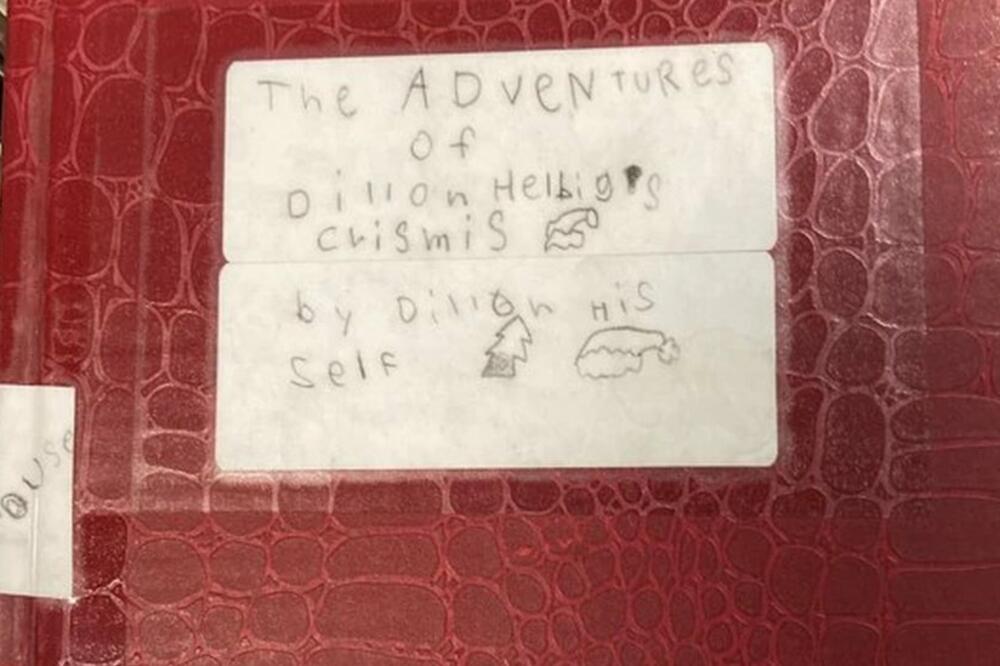 The ADVeNTURes
of
Dillon Helbig's
crismis
by Dillon His
Self